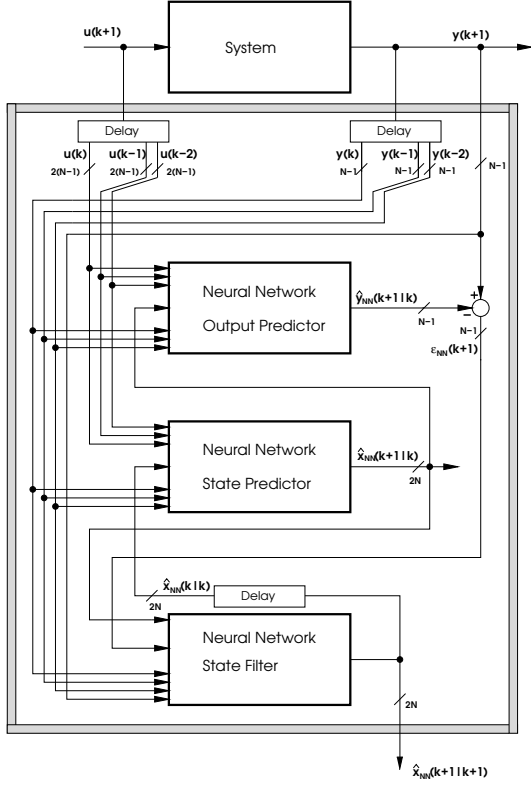 u(k+1)
System
y(k+1)
Delay
Delay
u(k) u(k−1) u(k−2)
2(N−1) 2(N−1) 2(N−1)
y(k) y(k−1) y(k−2)
N−1 N−1 N−1 N−1
Neural Network
Output Predictor
ŷNN(k+1|k)
N−1
+
−
N−1
εNN(k+1)
Neural Network
State Predictor
x̂NN(k+1|k)
2N
x̂NN(k|k)
2N
Delay
Neural Network
State Filter
2N
x̂NN(k+1|k+1)